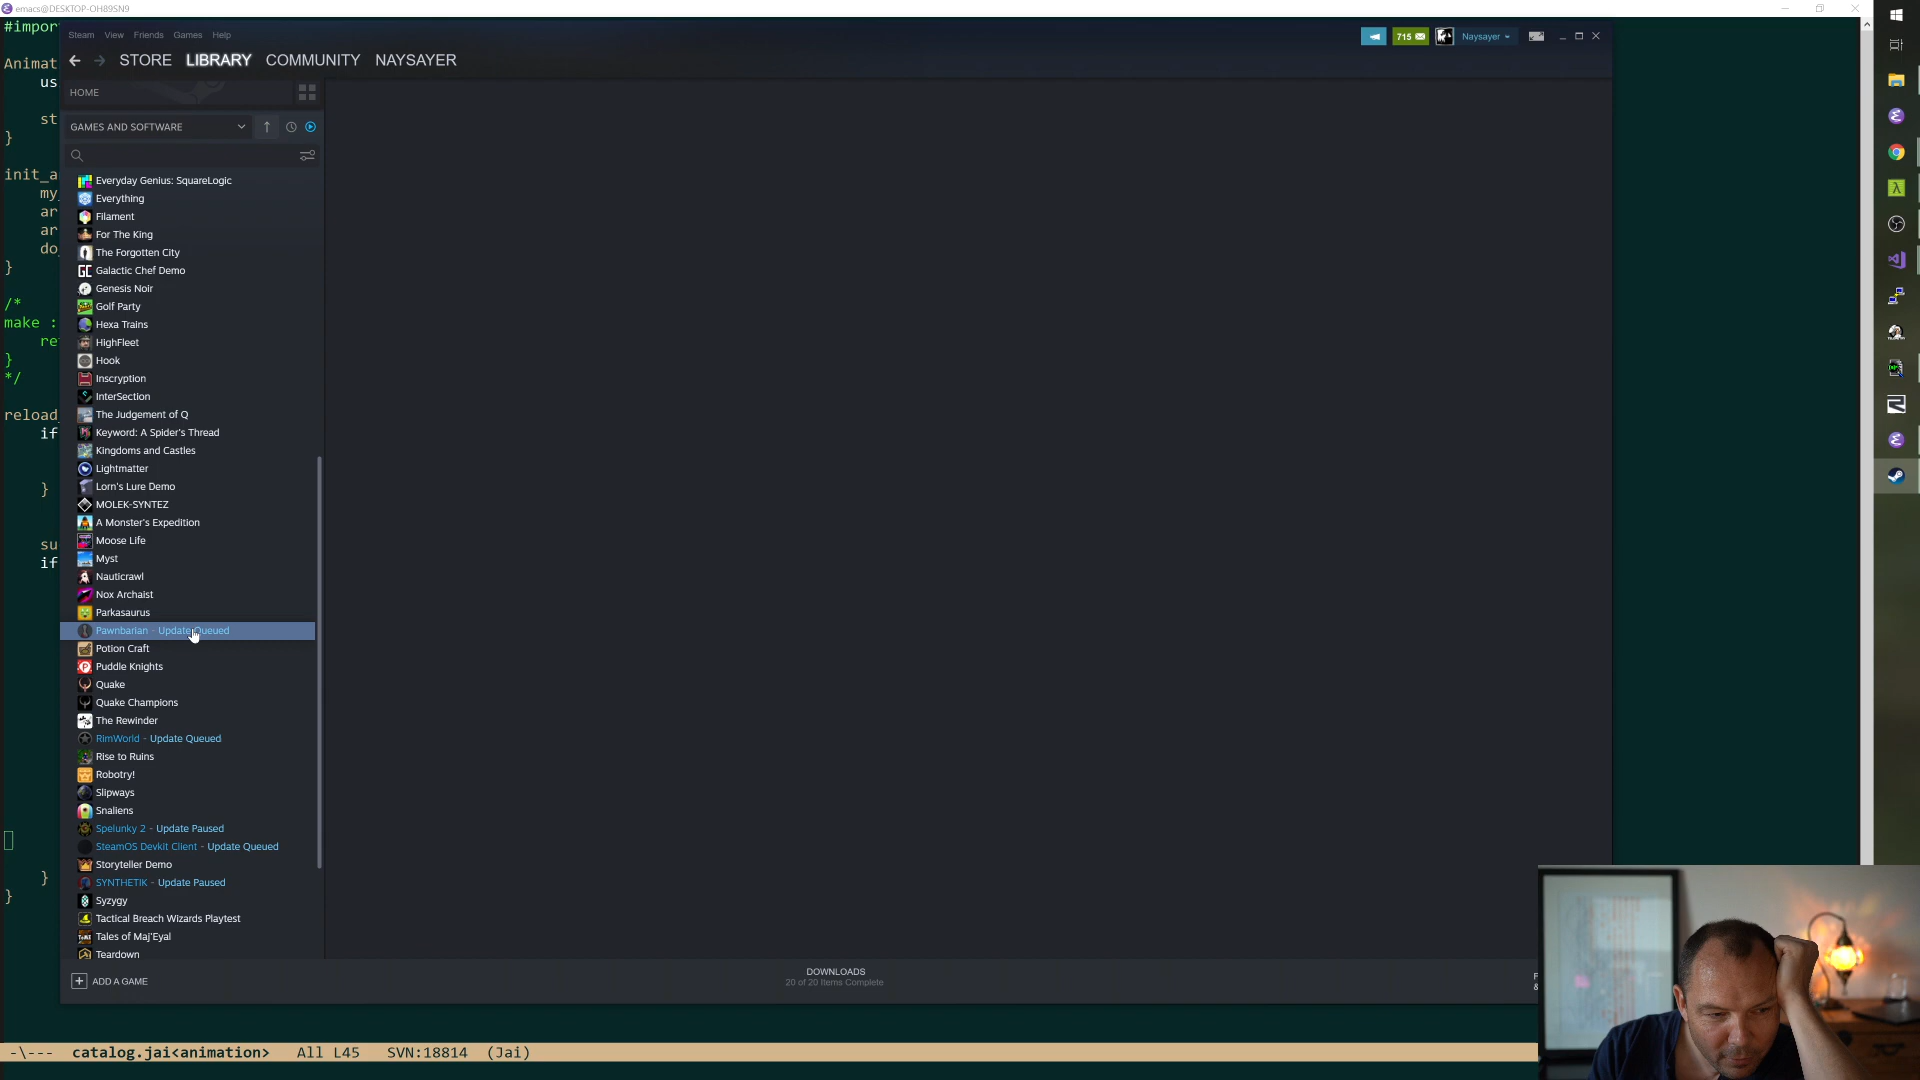 emacs@DESKTOP-OH89SN9
#impor
Steam View Friends Games Help
715
Naysayer
STORE LIBRARY COMMUNITY NAYSAYER
Animat
us
HOME
st
GAMES AND SOFTWARE
}
init_a
my
ar
ar
do
}
/*
make :
re
}
*/
reload_
if
}
su
if
}
}
Everyday Genius: SquareLogic
Everything
Filament
For The King
The Forgotten City
Galactic Chef Demo
Genesis Noir
Golf Party
Hexa Trains
HighFleet
Hook
Inscryption
InterSection
The Judgement of Q
Keyword: A Spider's Thread
Kingdoms and Castles
Lightmatter
Lorn's Lure Demo
MOLEK-SYNTEZ
A Monster's Expedition
Moose Life
Myst
Nauticrawl
Nox Archaist
Parkasaurus
Pawnbarian - Update Queued
Potion Craft
Puddle Knights
Quake
Quake Champions
The Rewinder
RimWorld - Update Queued
Rise to Ruins
Robotry!
Slipways
Snaliens
Spelunky 2 - Update Paused
SteamOS Devkit Client - Update Queued
Storyteller Demo
SYNTHETIK - Update Paused
Syzygy
Tactical Breach Wizards Playtest
Tales of Maj'Eyal
Teardown
ADD A GAME
DOWNLOADS
20 of 20 Items Complete
F
&
-\--- catalog.jai<animation> All L45 SVN:18814 (Jai)